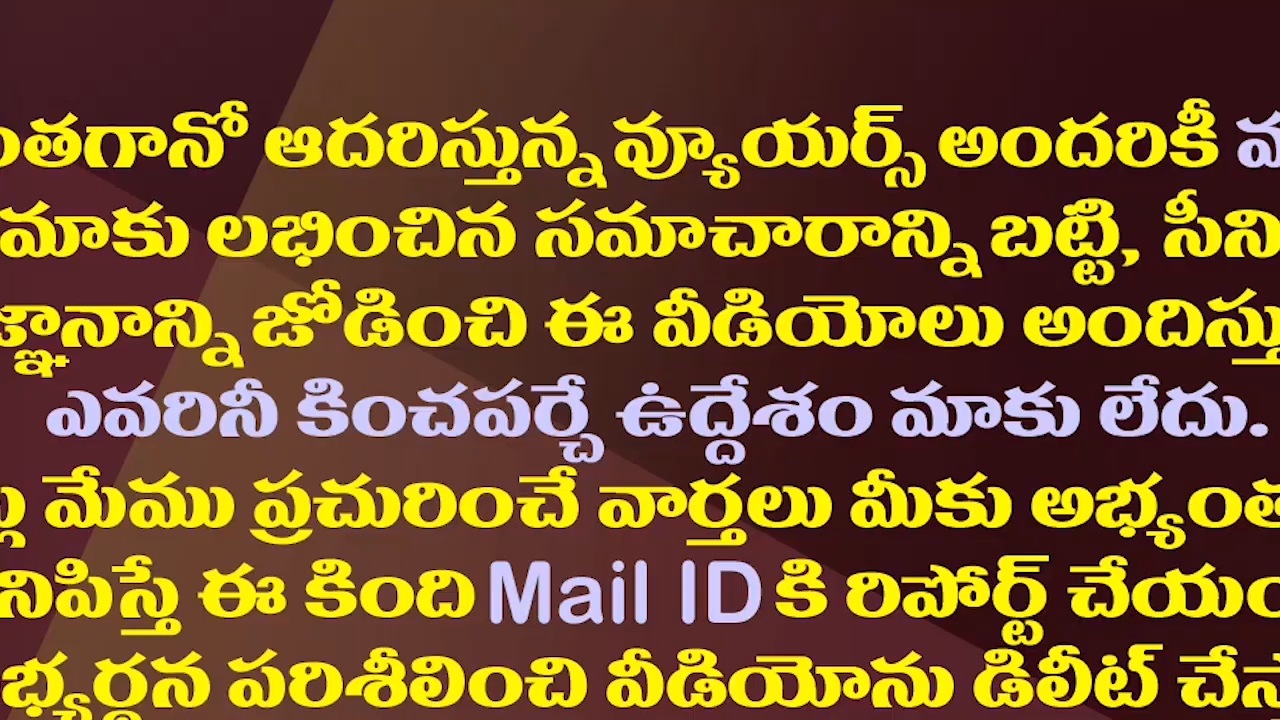 ఆదరిస్తున్న వ్యూయర్స్ అందరికీ
మాకు లభించిన సమాచారాన్ని బట్టి,
జోడించి ఈ వీడియోలు
ఎవరినీ కించపర్చే ఉద్దేశం మాకు లేదు.
మేము ప్రచురించే వార్తలు మీకు
ఈ కింది Mail ID కి రిపోర్ట్
పరిశీలించి వీడియోను డిలీట్